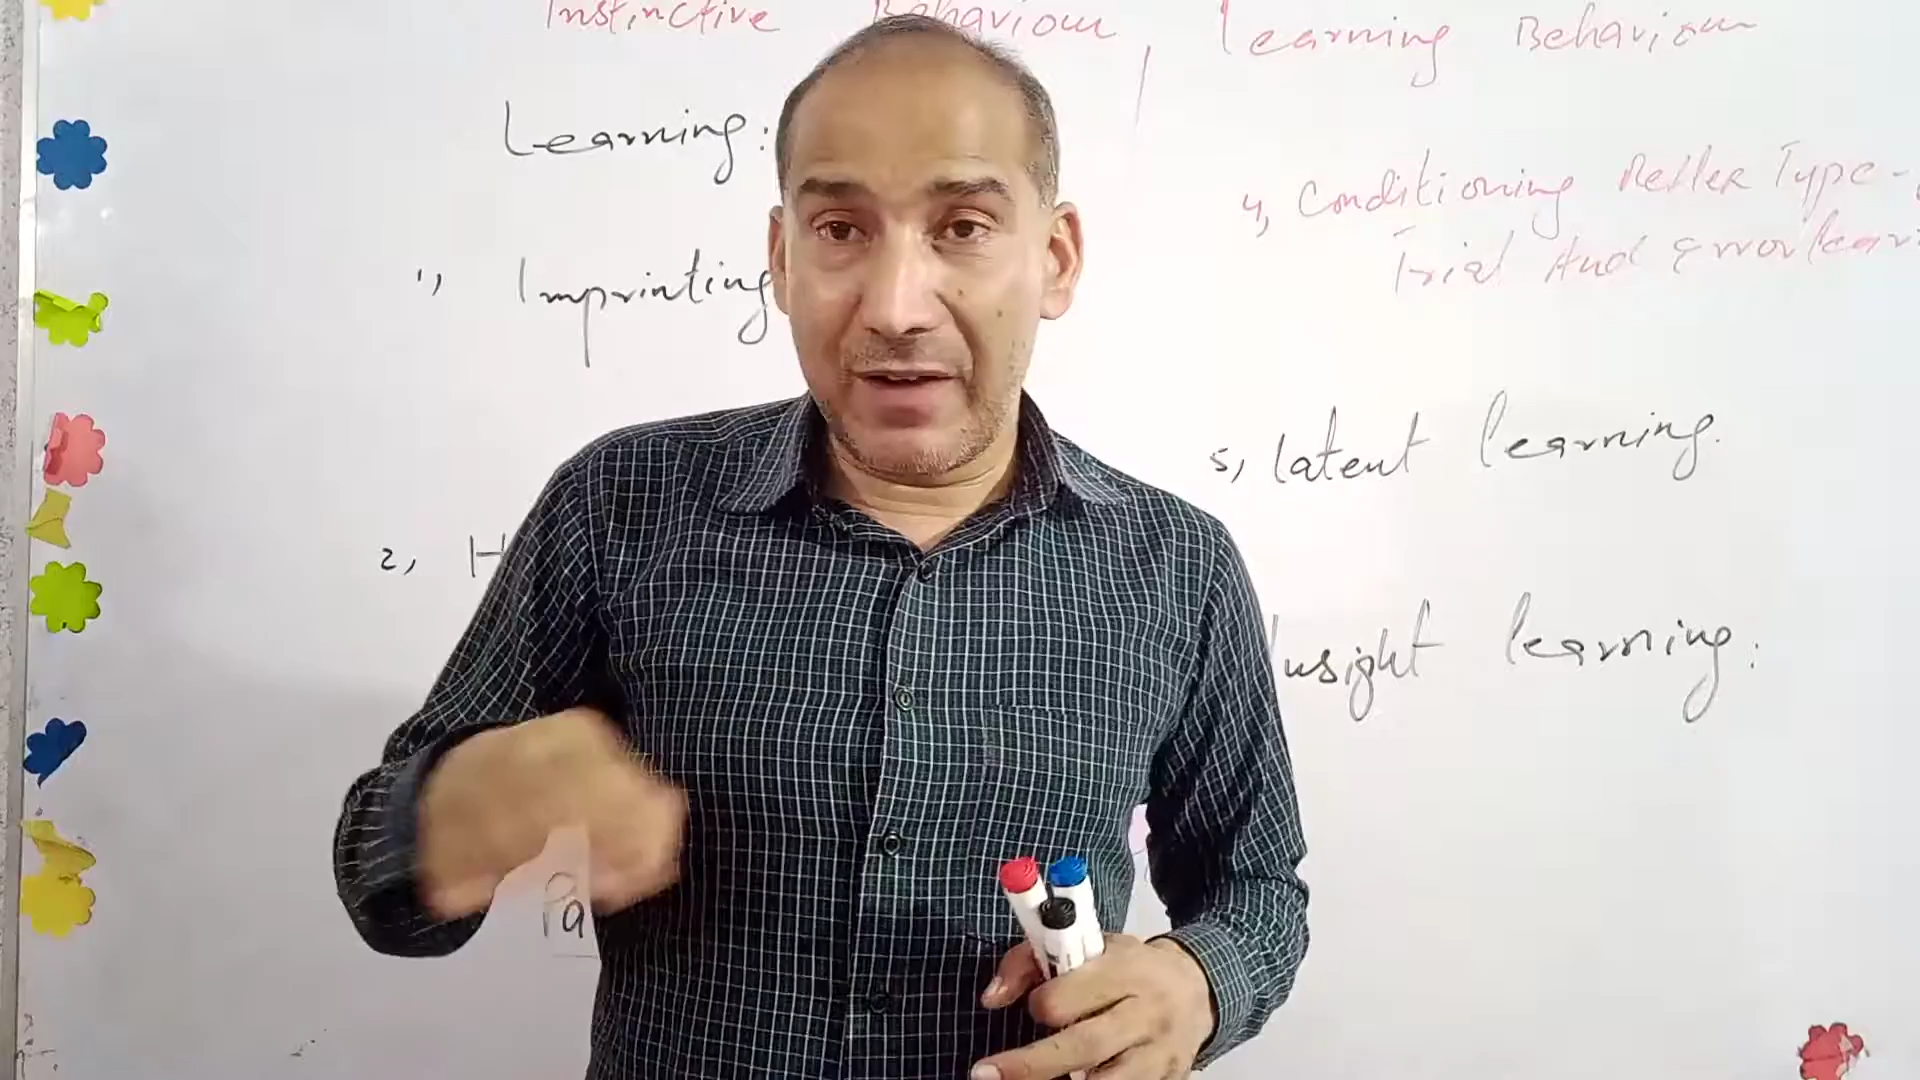 Instinctive Behaviour, Learning Behaviour
Learning:
1, Imprinting
2, H
Pa
4, Conditioning Reflex Type-
Trial And Error lear
5, Latent learning.
Insight learning: